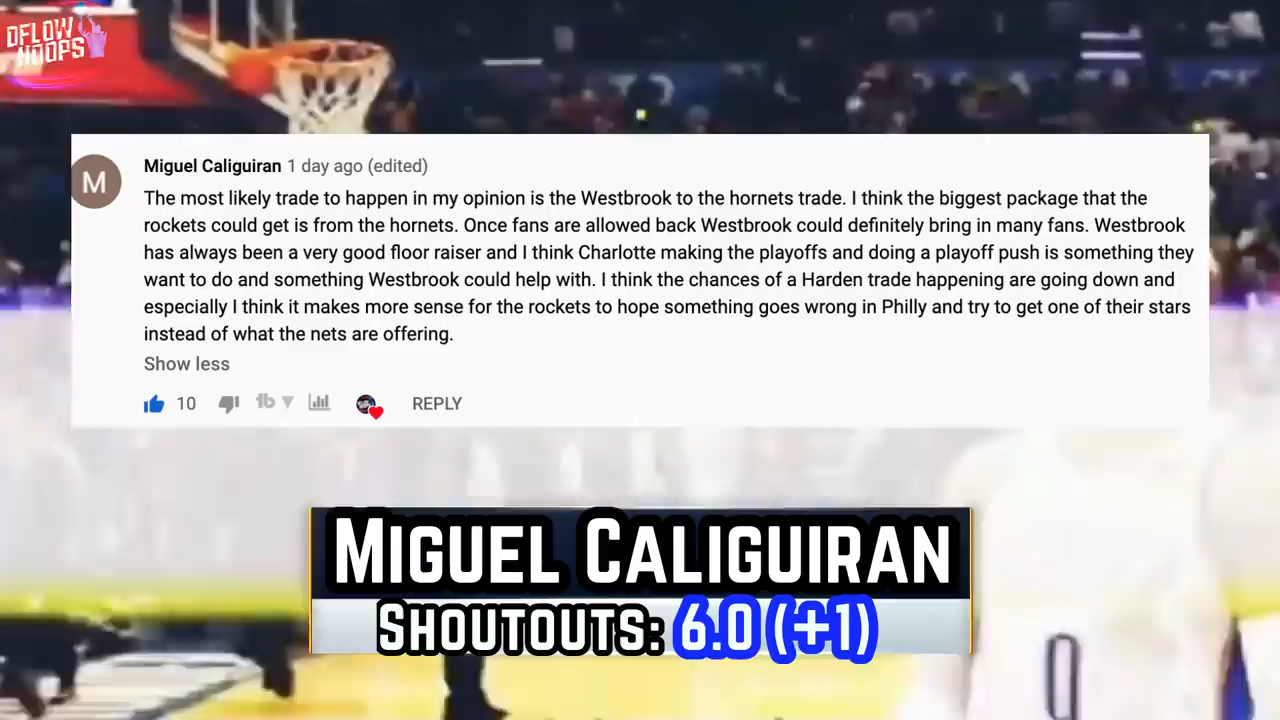 DFLOW
HOOPS
M
Miguel Caliguiran 1 day ago (edited)
The most likely trade to happen in my opinion is the Westbrook to the hornets trade. I think the biggest package that the
rockets could get is from the hornets. Once fans are allowed back Westbrook could definitely bring in many fans. Westbrook
has always been a very good floor raiser and I think Charlotte making the playoffs and doing a playoff push is something they
want to do and something Westbrook could help with. I think the chances of a Harden trade happening are going down and
especially I think it makes more sense for the rockets to hope something goes wrong in Philly and try to get one of their stars
instead of what the nets are offering.
Show less
10 REPLY
MIGUEL CALIGUIRAN
SHOUTOUTS: 6.0 (+1)
0